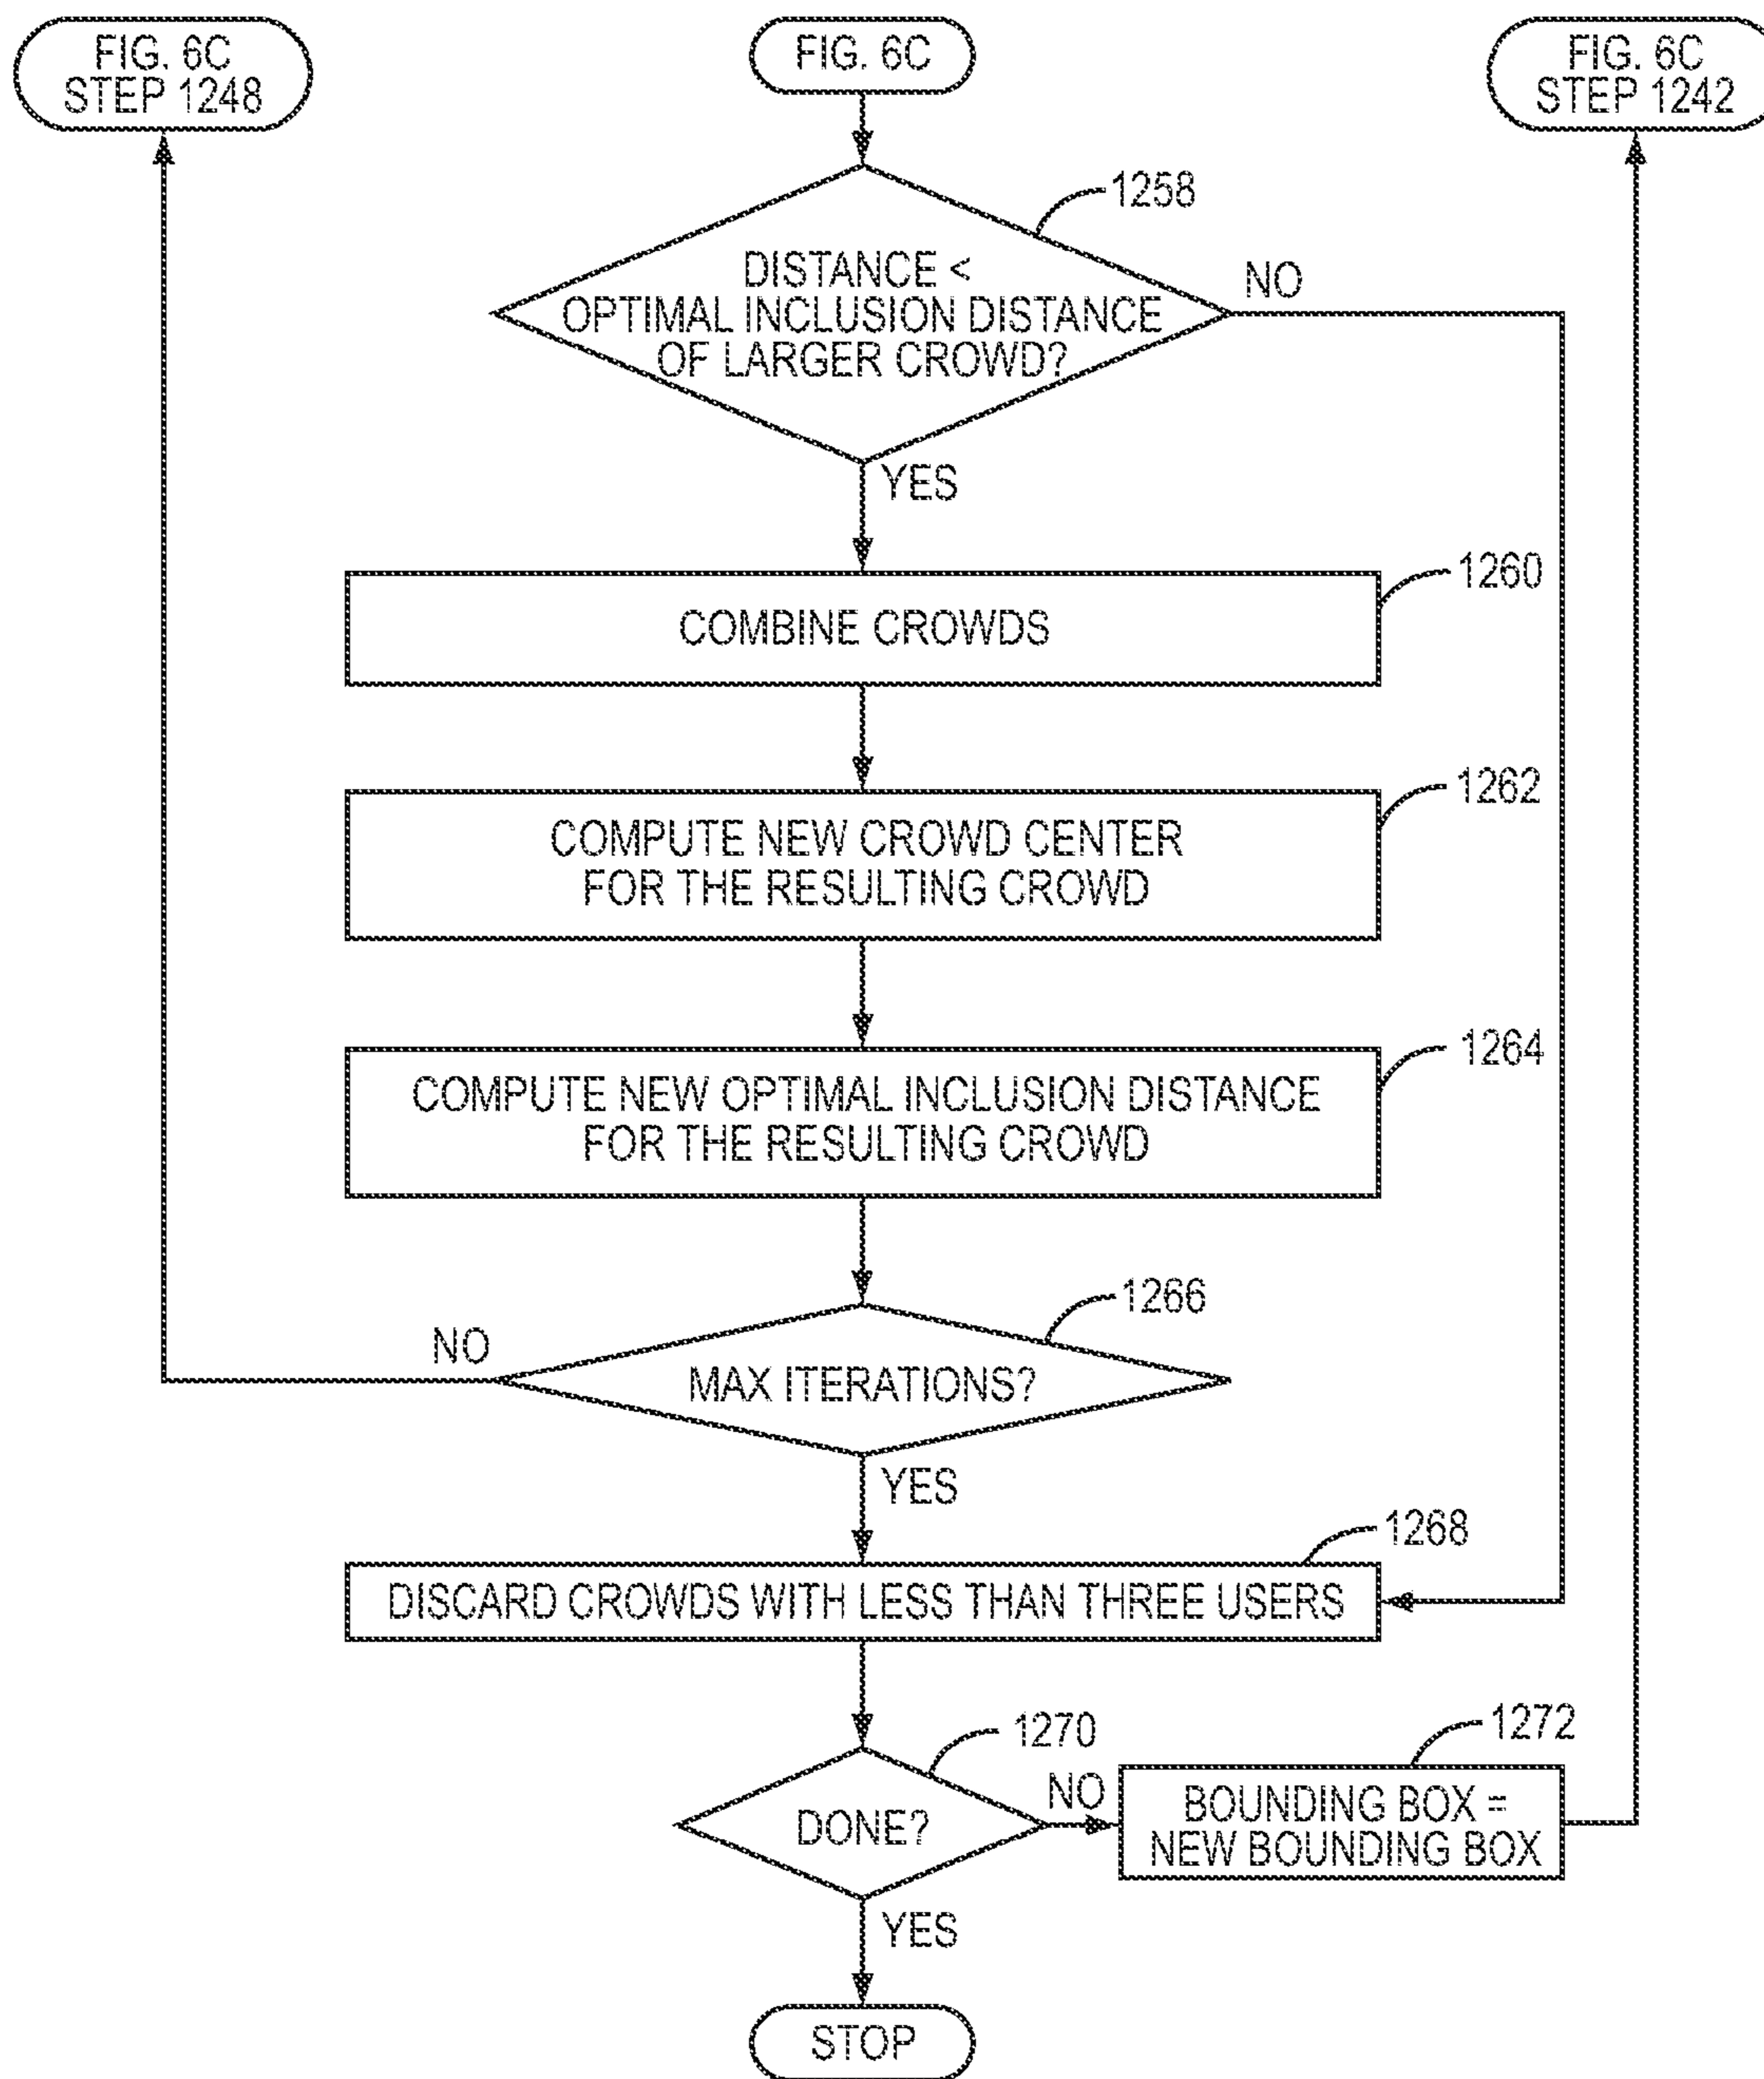 FIG. 6C
STEP 1248
FIG. 6C
FIG. 6C
STEP 1242
1258
DISTANCE <
OPTIMAL INCLUSION DISTANCE
OF LARGER CROWD?
NO
YES
1260
COMBINE CROWDS
1262
COMPUTE NEW CROWD CENTER
FOR THE RESULTING CROWD
1264
COMPUTE NEW OPTIMAL INCLUSION DISTANCE
FOR THE RESULTING CROWD
1266
NO
MAX ITERATIONS?
YES
1268
DISCARD CROWDS WITH LESS THAN THREE USERS
1270
1272
DONE?
NO
BOUNDING BOX =
NEW BOUNDING BOX
YES
STOP